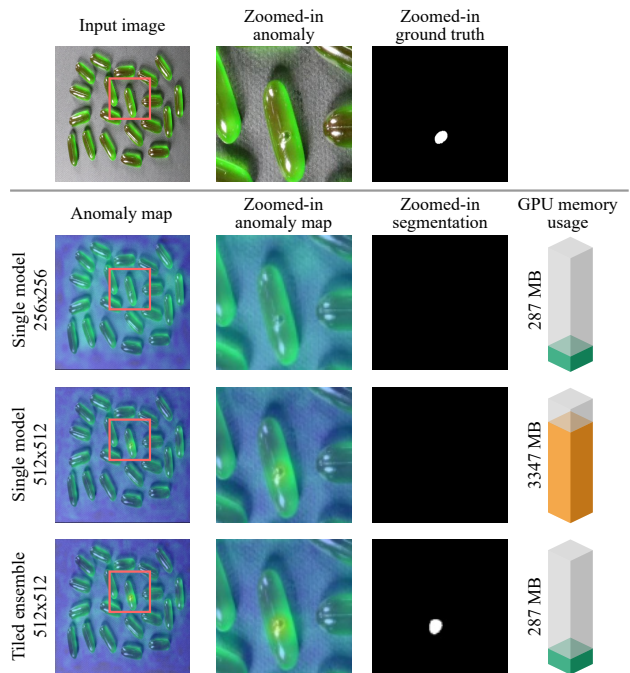 Input image
Zoomed-in
anomaly
Zoomed-in
ground truth
Anomaly map
Zoomed-in
anomaly map
Zoomed-in
segmentation
GPU memory
usage
Single model
256x256
287 MB
Single model
512x512
3347 MB
Tiled ensemble
512x512
287 MB